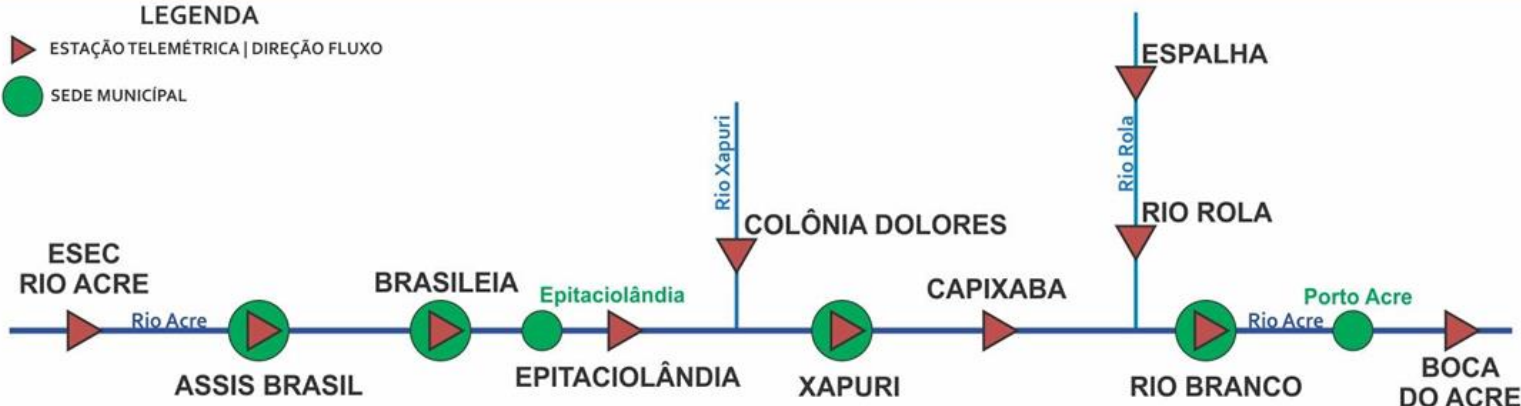 LEGENDA
ESTAÇÃO TELEMÉTRICA | DIREÇÃO FLUXO
SEDE MUNICÍPAL
ESPALHA
Rio Xapuri
Rio Rola
COLÔNIA DOLORES
RIO ROLA
ESEC
RIO ACRE
Rio Acre
BRASILEIA
Epitaciolândia
CAPIXABA
Rio Acre
Porto Acre
ASSIS BRASIL
EPITACIOLÂNDIA
XAPURI
RIO BRANCO
BOCA
DO ACRE